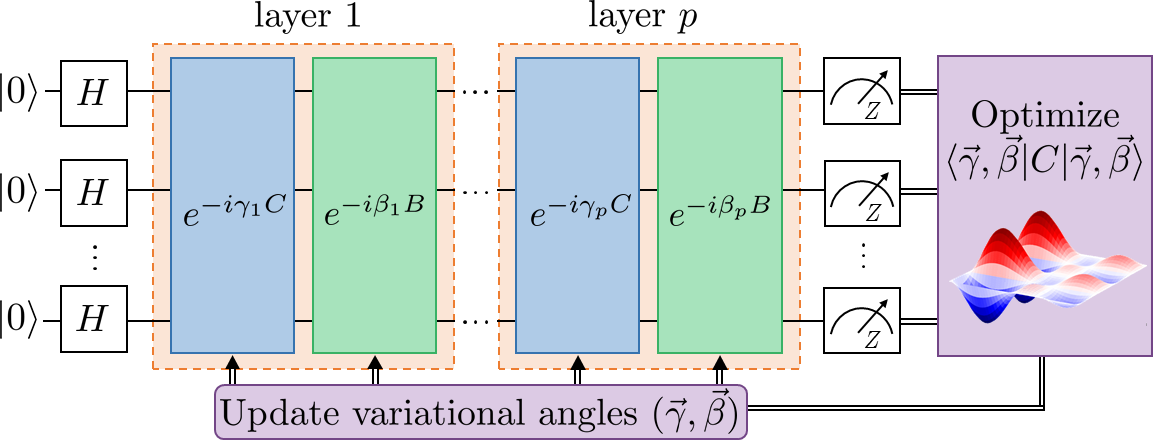 layer 1
layer p
|0⟩ H Z
Optimize
⟨γ⃗, β⃗|C|γ⃗, β⃗⟩
|0⟩ H Z
e^{-iγ₁C} e^{-iβ₁B} ... e^{-iγₚC} e^{-iβₚB}
|0⟩ H Z
Update variational angles (γ⃗, β⃗)